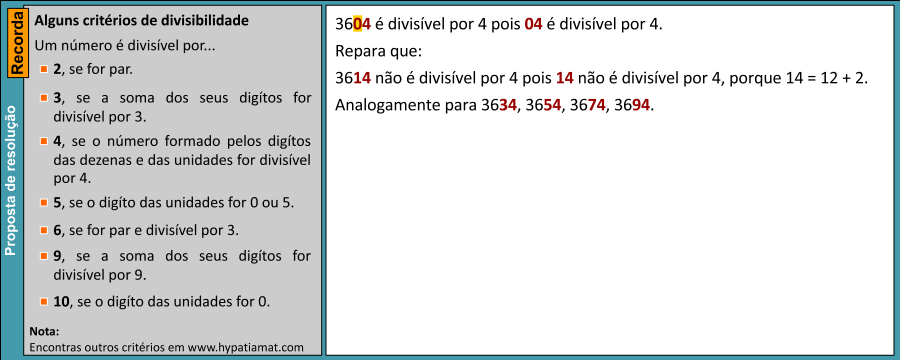 Recorda
Proposta de resolução
Alguns critérios de divisibilidade
Um número é divisível por...
2, se for par.
3, se a soma dos seus digítos for
divisível por 3.
4, se o número formado pelos digítos
das dezenas e das unidades for divisível
por 4.
5, se o digíto das unidades for 0 ou 5.
6, se for par e divisível por 3.
9, se a soma dos seus digítos for
divisível por 9.
10, se o digíto das unidades for 0.
Nota:
Encontras outros critérios em www.hypatiamat.com
3604 é divisível por 4 pois 04 é divisível por 4.
Repara que:
3614 não é divisível por 4 pois 14 não é divisível por 4, porque 14 = 12 + 2.
Analogamente para 3634, 3654, 3674, 3694.